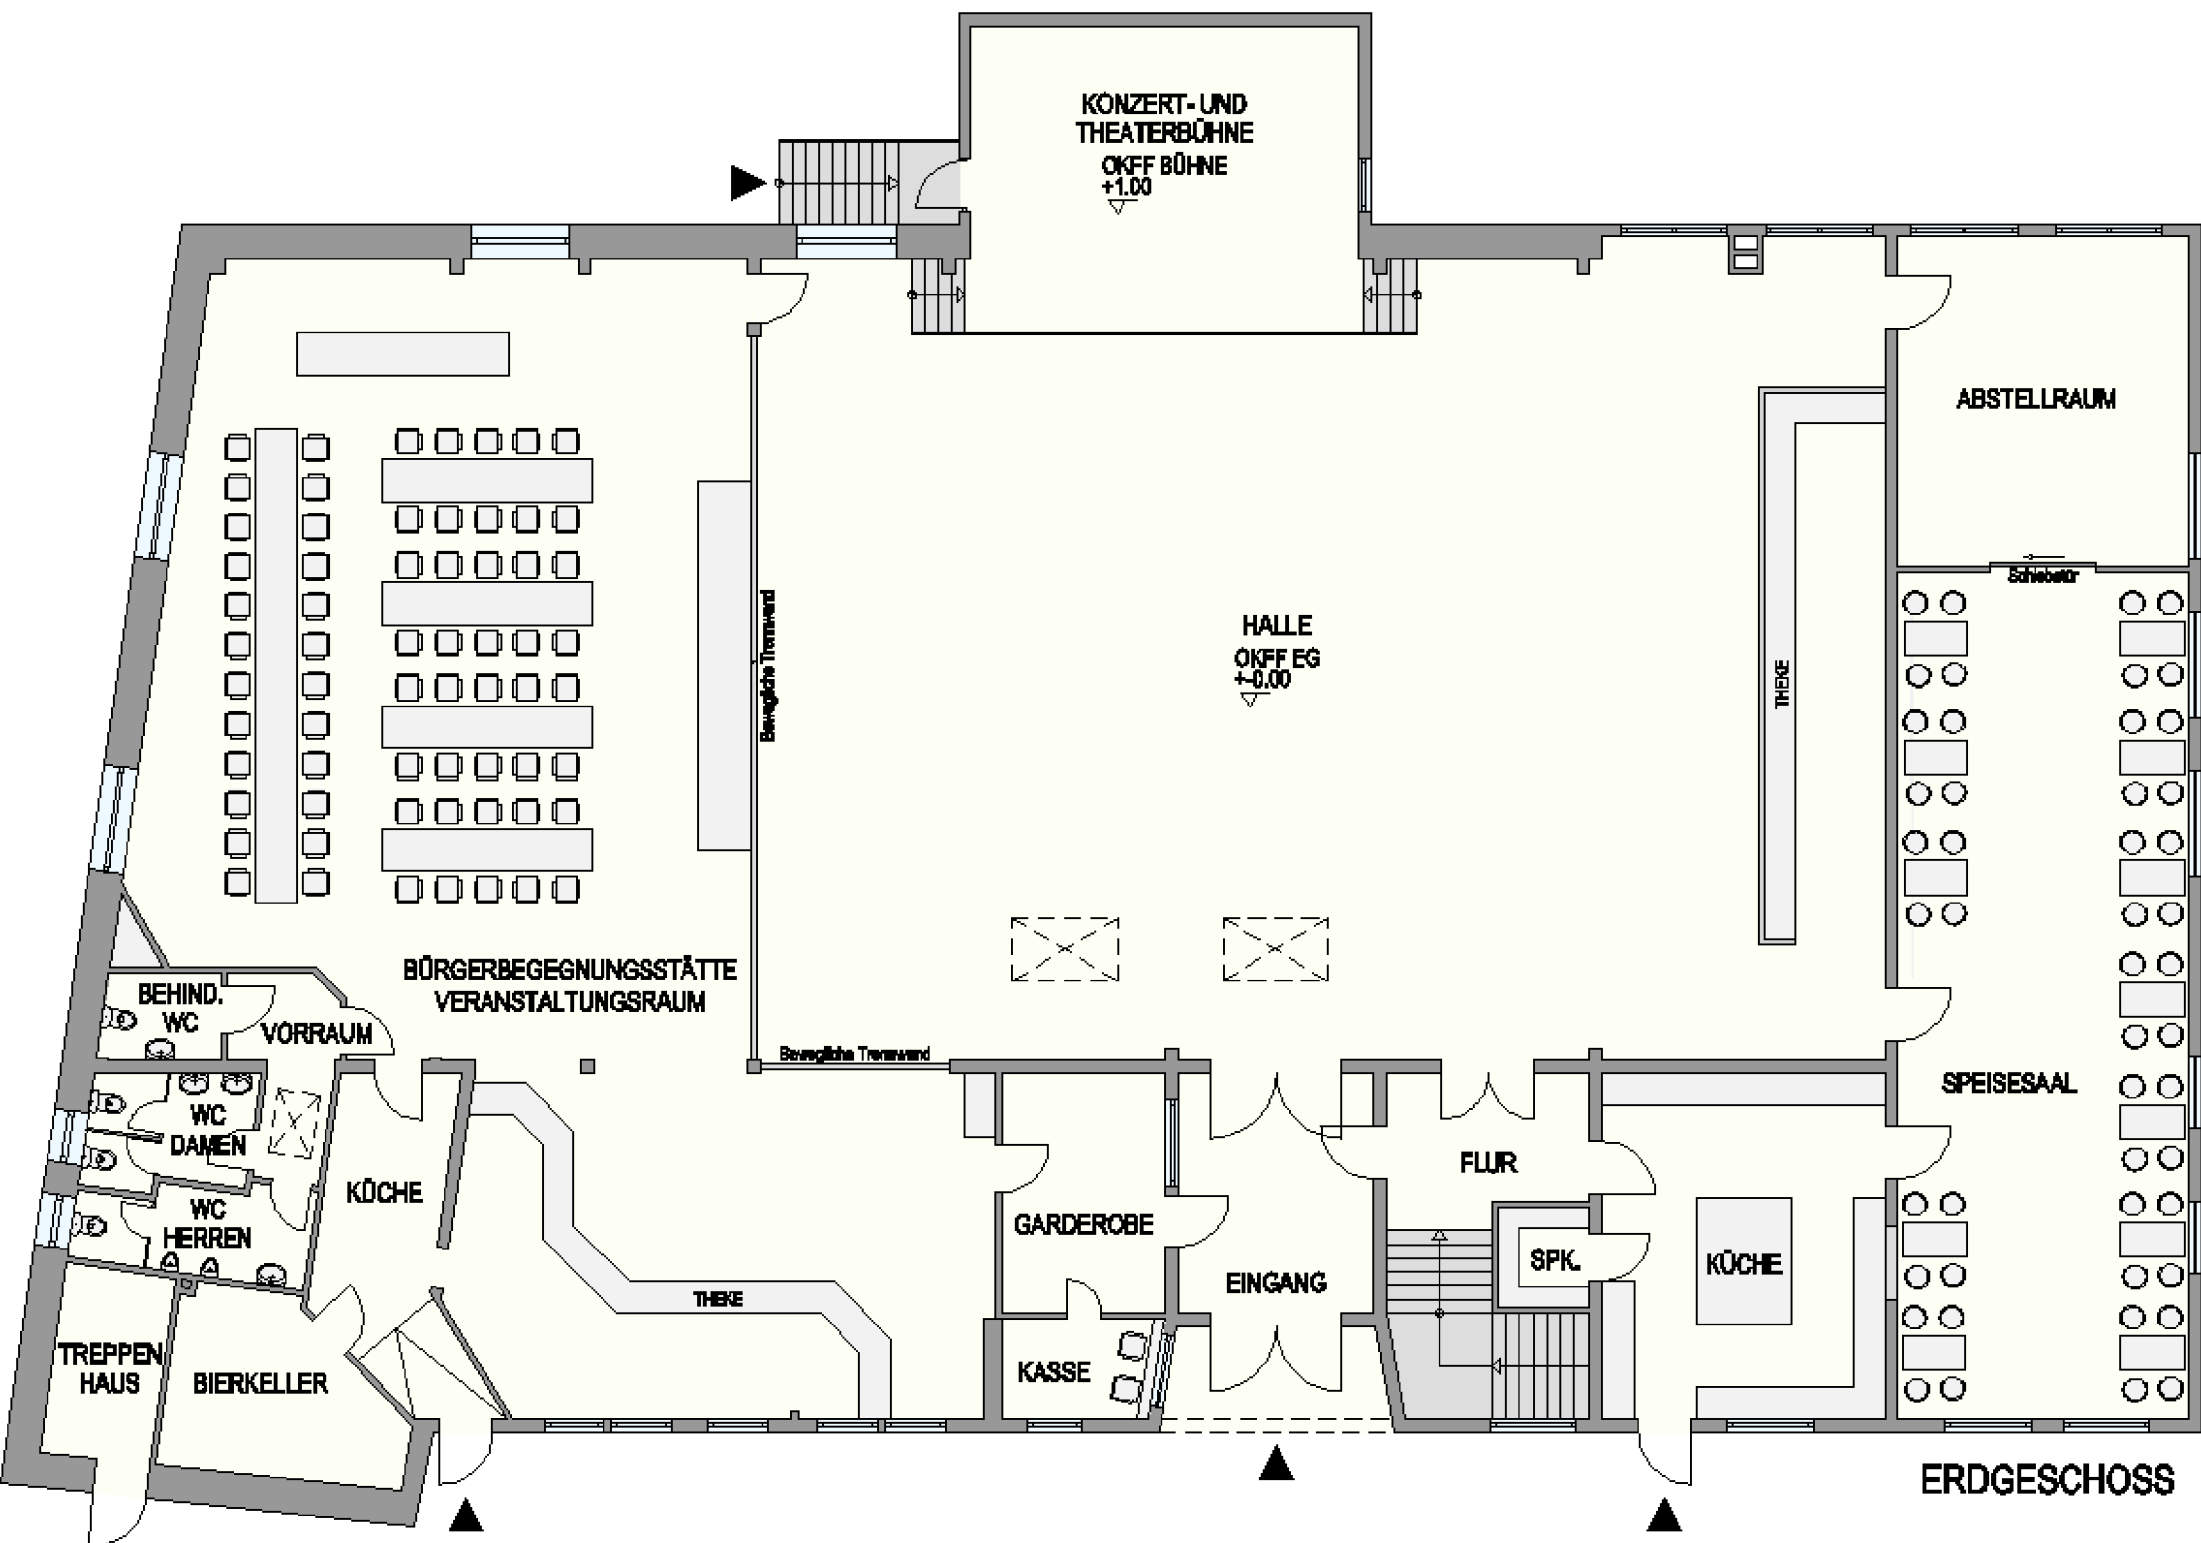 KONZERT- UND
THEATERBÜHNE
OKFF BÜHNE
+1.00
ABSTELLRAUM
Schiebetür
Bewegliche Trennwand
HALLE
OKFF EG
+-0.00
THEKE
BÜRGERBEGEGNUNGSSTÄTTE
VERANSTALTUNGSRAUM
BEHIND.
WC
VORRAUM
Bewegliche Trennwand
SPEISESAAL
WC
DAMEN
KÜCHE
FLUR
WC
HERREN
GARDEROBE
EINGANG
SPK.
KÜCHE
THEKE
TREPPEN
HAUS
BIERKELLER
KASSE
ERDGESCHOSS